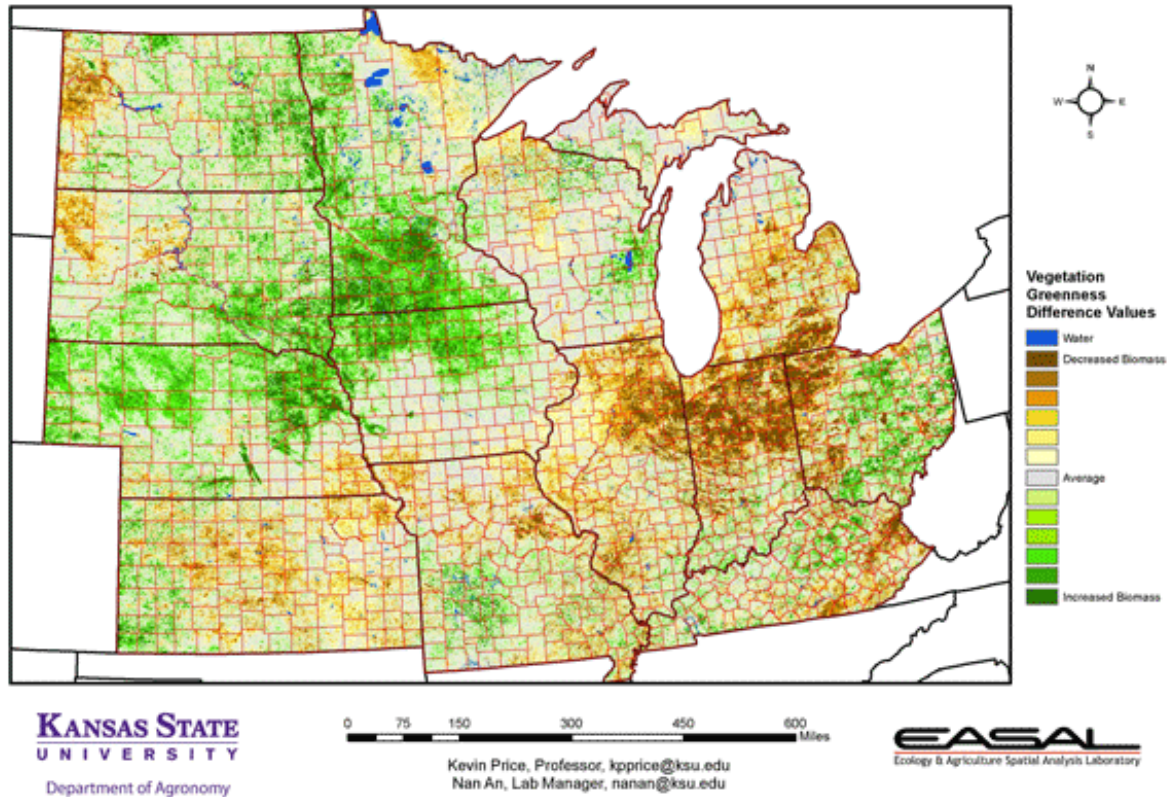 N
W
E
S
Vegetation
Greenness
Difference Values
Water
Decreased Biomass
Average
Increased Biomass
KANSAS STATE
UNIVERSITY
Department of Agronomy
0 75 150 300 450 600
Miles
Kevin Price, Professor, kpprice@ksu.edu
Nan An, Lab Manager, nanan@ksu.edu
EASAL
Ecology & Agriculture Spatial Analysis Laboratory